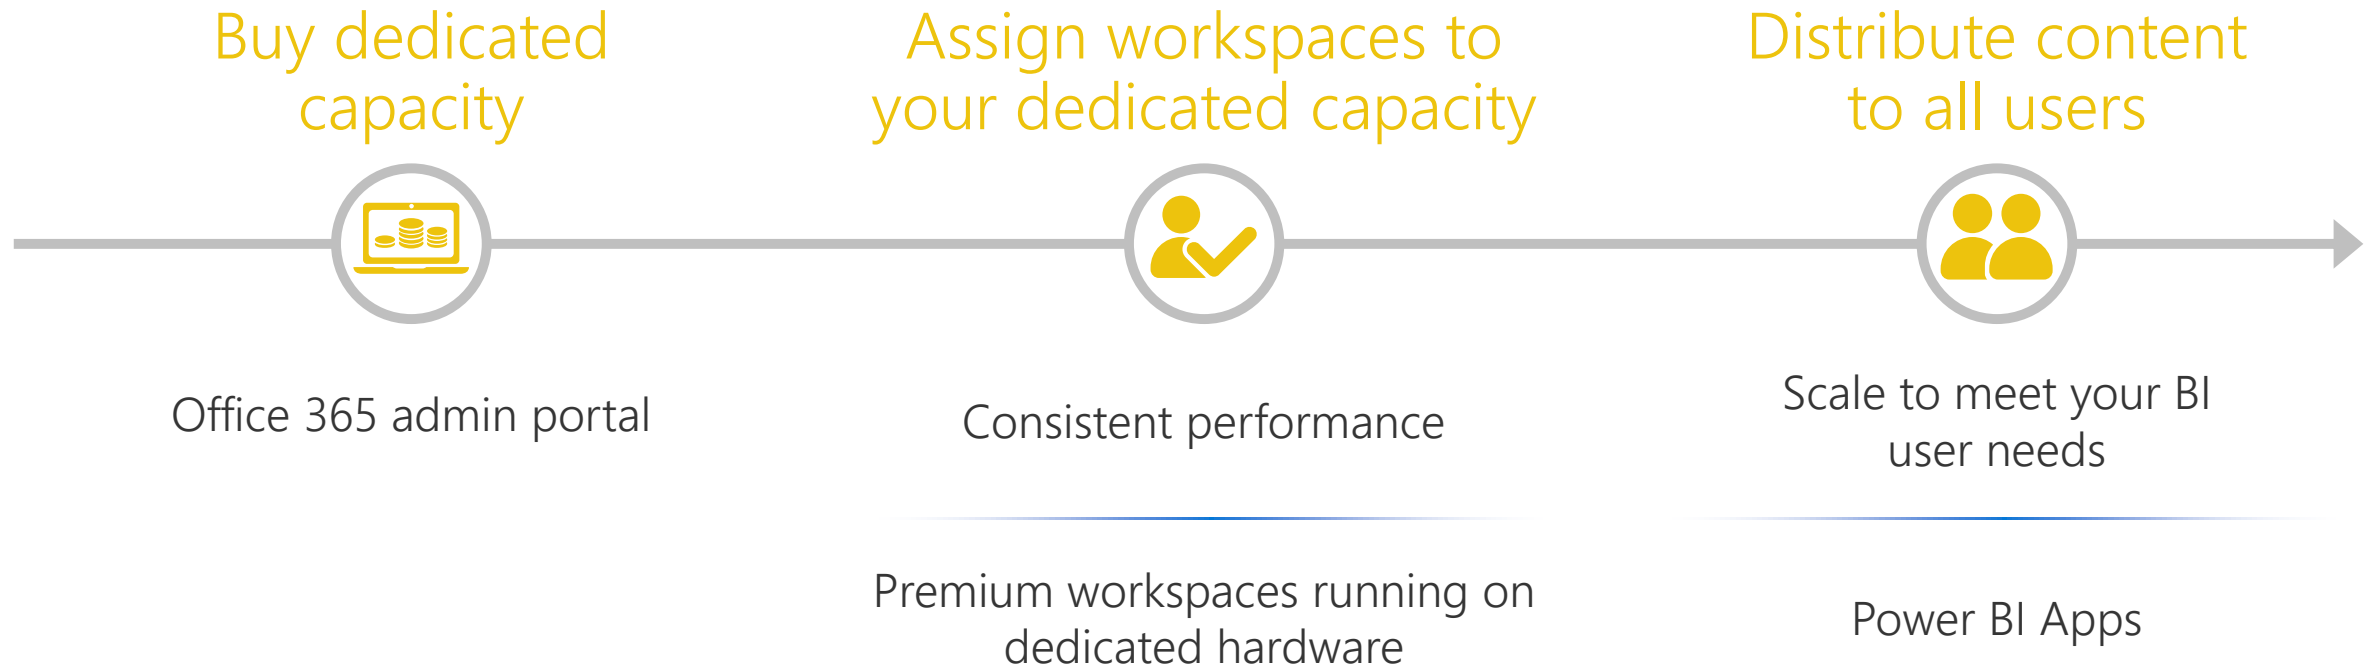 Buy dedicated
capacity
Assign workspaces to
your dedicated capacity
Distribute content
to all users
Office 365 admin portal
Consistent performance
Premium workspaces running on
dedicated hardware
Scale to meet your BI
user needs
Power BI Apps